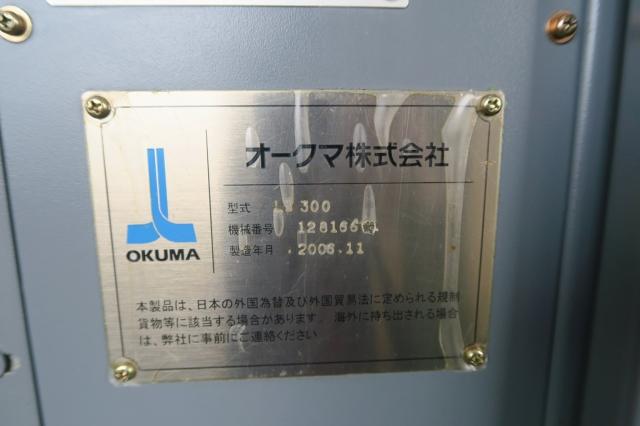 オークマ株式会社
OKUMA
型式 300
機械番号
製造年月 2006.11
本製品は、日本の外国為替及び外国貿易法に定められる規制
貨物等に該当する場合があります。海外に持ち出される場合
は、弊社に事前にご連絡ください